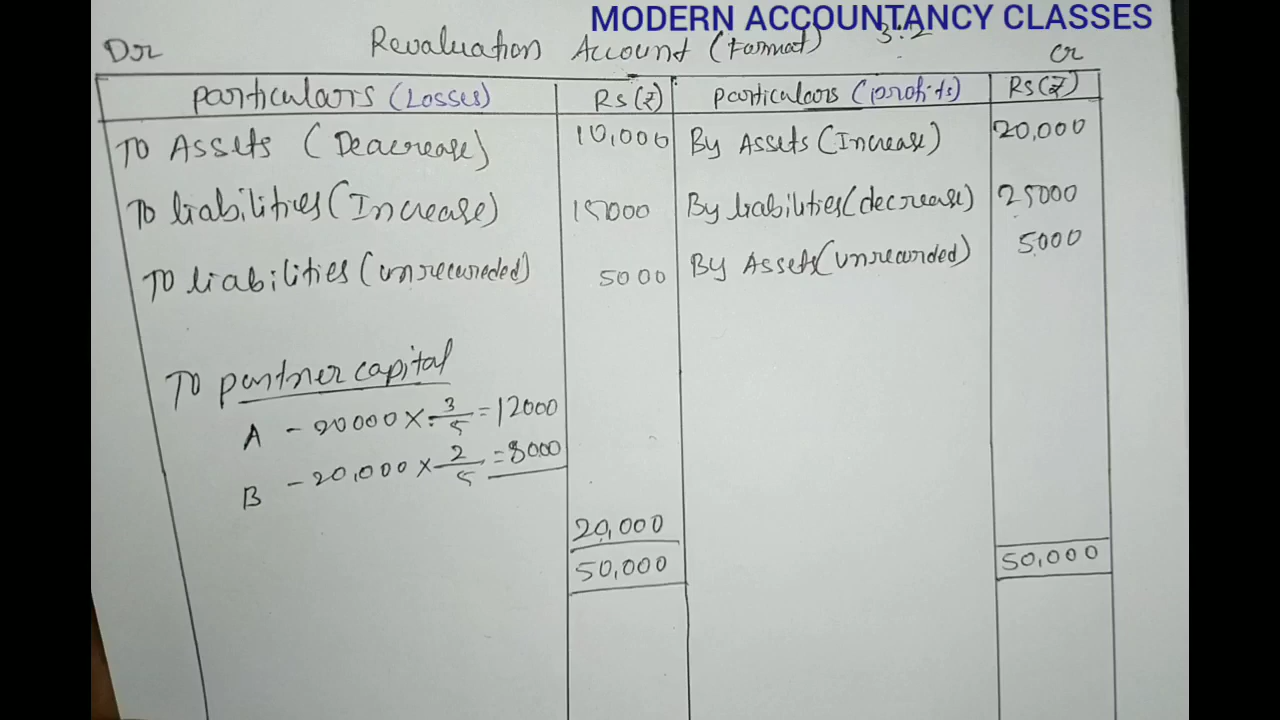 MODERN ACCOUNTANCY CLASSES
Dr Revaluation Account (Format) 3:2 Cr
Particulars (Losses) Rs (₹) Particulars (profits) Rs (₹)
To Assets (Deacrease) 10,000 By Assets (Increase) 20,000
To liabilities (Increase) 15000 By liabilities (decrease) 25000
To liabilities (unrecorded) 5000 By Assets (unrecorded) 5000
To partner capital
A - 20000 × 3/5 = 12000
B - 20,000 × 2/5 = 8000
20,000
50,000 50,000